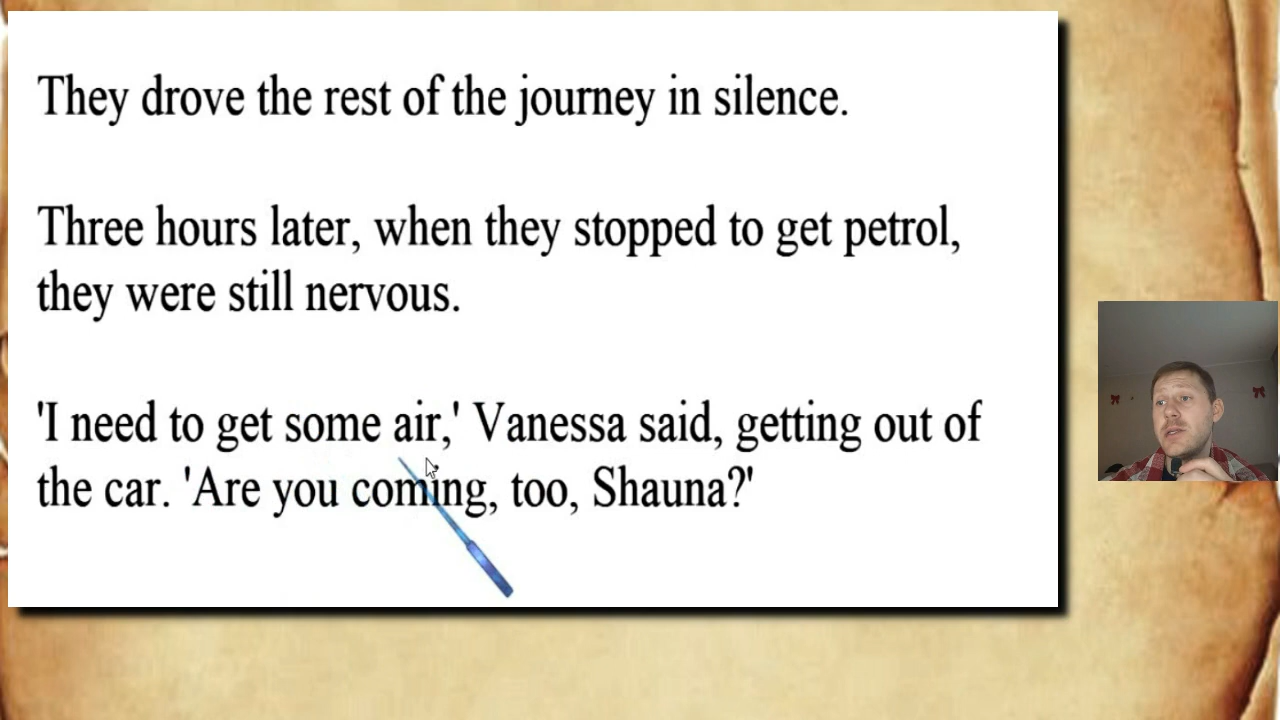 They drove the rest of the journey in silence.
Three hours later, when they stopped to get petrol,
they were still nervous.
'I need to get some air,' Vanessa said, getting out of
the car. 'Are you coming, too, Shauna?'